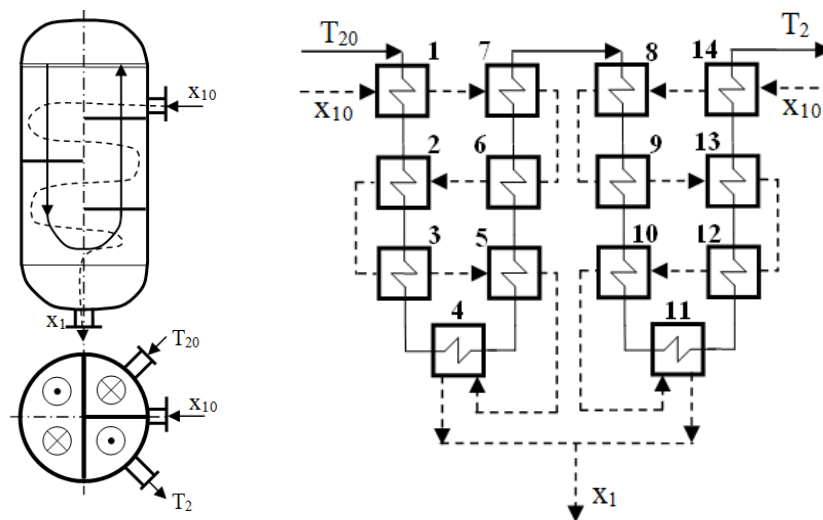 x₁₀
x₁
T₂₀
x₁₀
T₂
T₂₀
1
7
8
14
T₂
x₁₀
x₁₀
2
6
9
13
3
5
10
12
4
11
x₁